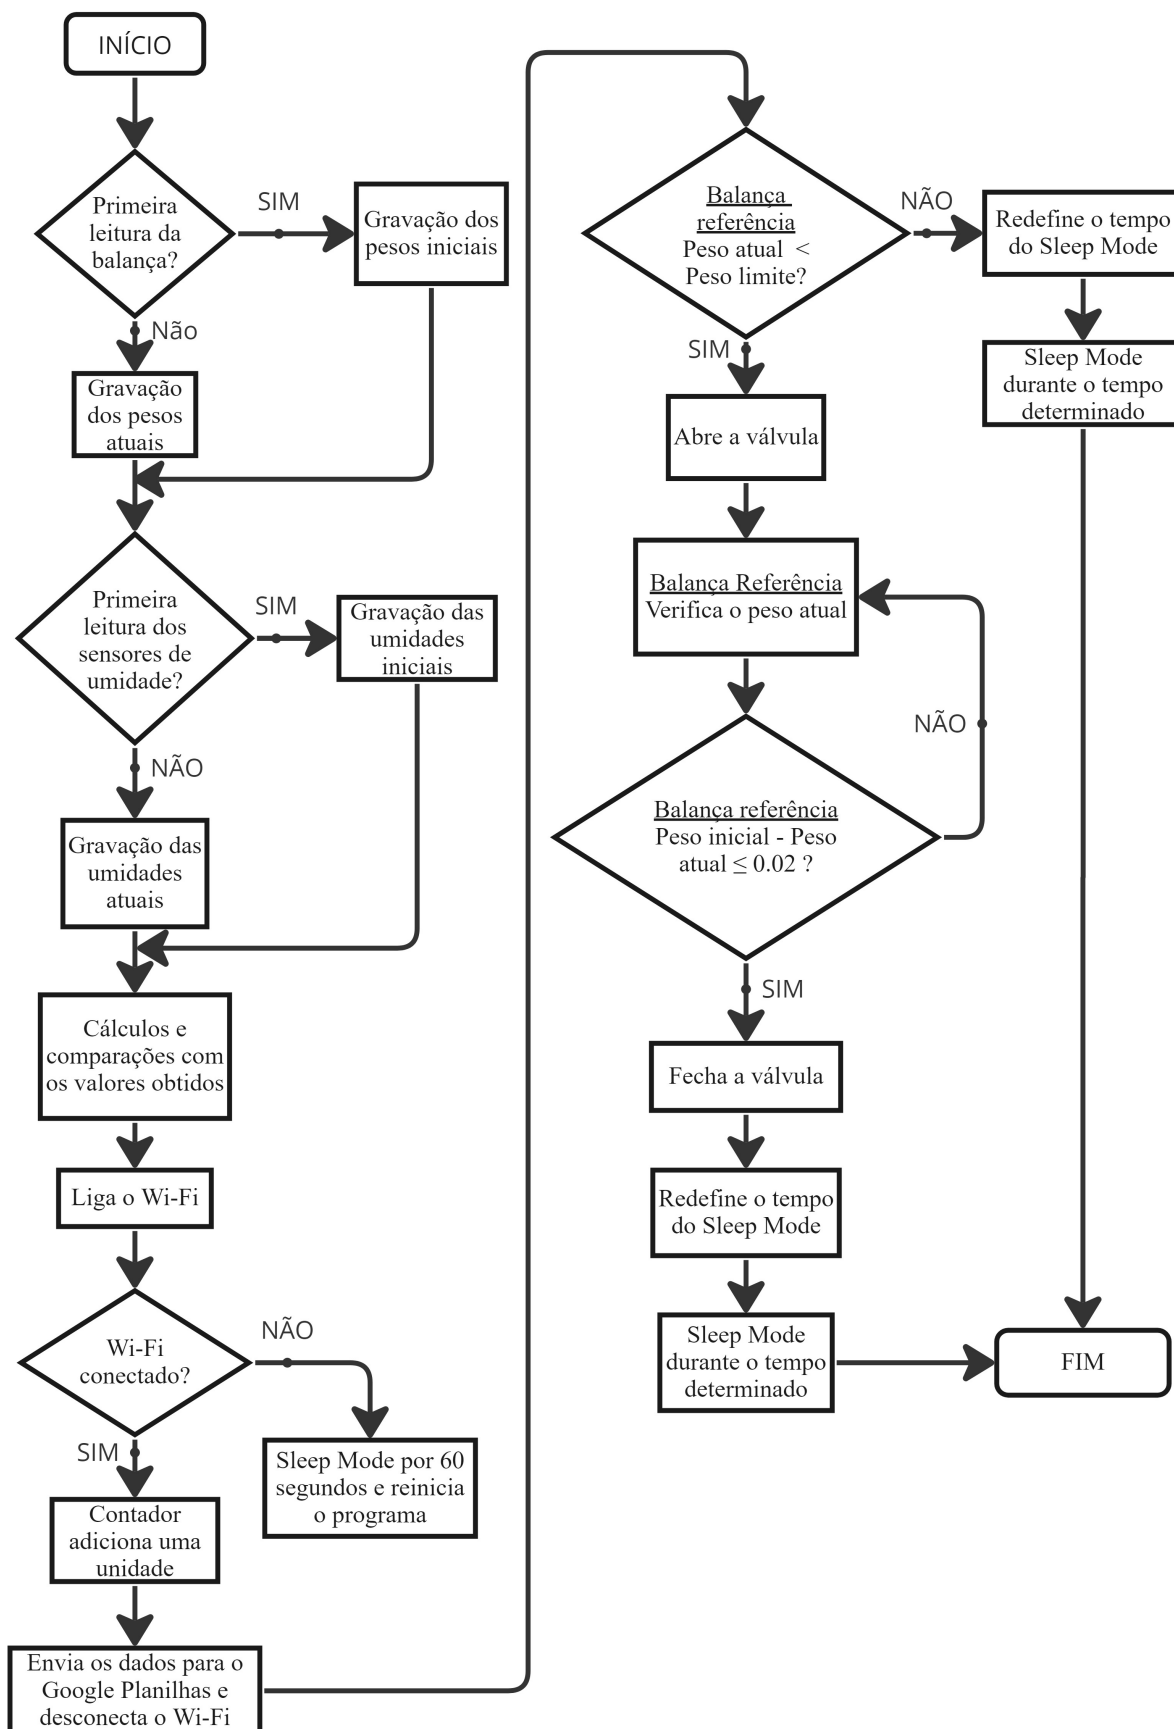 INÍCIO
Primeira
leitura da
balança?
SIM
Gravação dos
pesos iniciais
Não
Gravação
dos pesos
atuais
Primeira
leitura dos
sensores de
umidade?
SIM
Gravação das
umidades
iniciais
NÃO
Gravação das
umidades
atuais
Cálculos e
comparações com
os valores obtidos
Liga o Wi-Fi
Wi-Fi
conectado?
NÃO
Sleep Mode por 60
segundos e reinicia
o programa
SIM
Contador
adiciona uma
unidade
Envia os dados para o
Google Planilhas e
desconecta o Wi-Fi
Balança
referência
Peso atual <
Peso limite?
NÃO
Redefine o tempo
do Sleep Mode
Sleep Mode
durante o tempo
determinado
SIM
Abre a válvula
Balança Referência
Verifica o peso atual
NÃO
Balança referência
Peso inicial - Peso
atual ≤ 0.02 ?
SIM
Fecha a válvula
Redefine o tempo
do Sleep Mode
Sleep Mode
durante o tempo
determinado
FIM